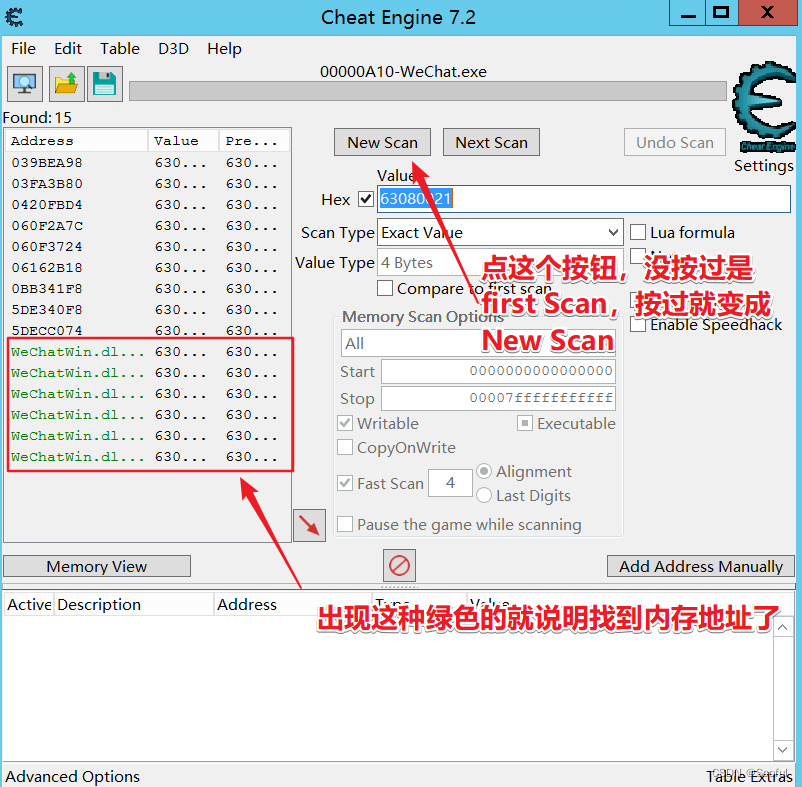 Cheat Engine 7.2
File Edit Table D3D Help
00000A10-WeChat.exe
Found: 15
Address Value Pre...
039BEA98 630... 630...
03FA3B80 630... 630...
0420FBD4 630... 630...
060F2A7C 630... 630...
060F3724 630... 630...
06162B18 630... 630...
0BB341F8 630... 630...
5DE340F8 630... 630...
5DECC074 630... 630...
WeChatWin.dl... 630... 630...
WeChatWin.dl... 630... 630...
WeChatWin.dl... 630... 630...
WeChatWin.dl... 630... 630...
WeChatWin.dl... 630... 630...
WeChatWin.dl... 630... 630...
New Scan Next Scan Undo Scan
Cheat Engine
Settings
Value
Hex
Scan Type Exact Value
Lua formula
Value Type 4 Bytes
Compare to first scan
点这个按钮，没按过是
first Scan，按过就变成
New Scan
Enable Speedhack
Memory Scan Options
All
Start 0000000000000000
Stop 00007fffffffffff
Writable Executable
CopyOnWrite
Fast Scan 4 Alignment
Last Digits
Pause the game while scanning
Memory View Add Address Manually
Active Description Address Type Value
出现这种绿色的就说明找到内存地址了
Advanced Options Table Extras